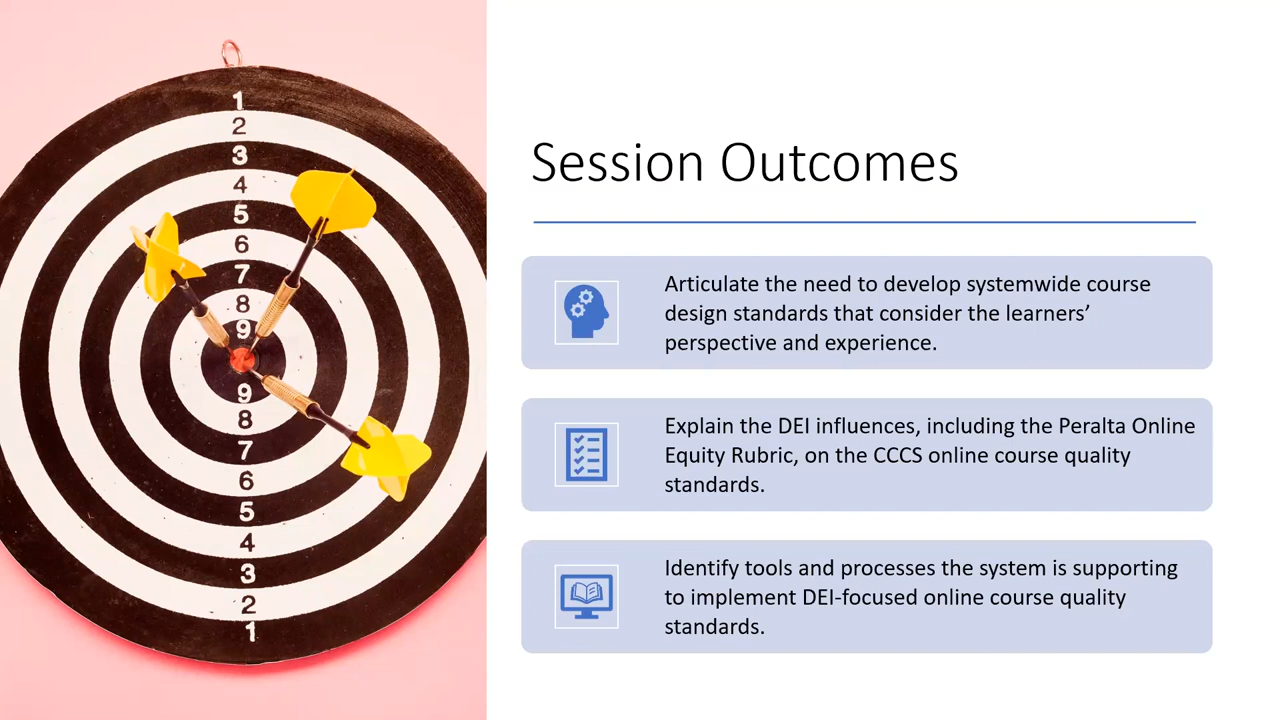 1
2
3
4
5
6
7
8
9
9
8
7
6
5
4
3
2
1
Session Outcomes
Articulate the need to develop systemwide course
design standards that consider the learners’
perspective and experience.
Explain the DEI influences, including the Peralta Online
Equity Rubric, on the CCCS online course quality
standards.
Identify tools and processes the system is supporting
to implement DEI-focused online course quality
standards.